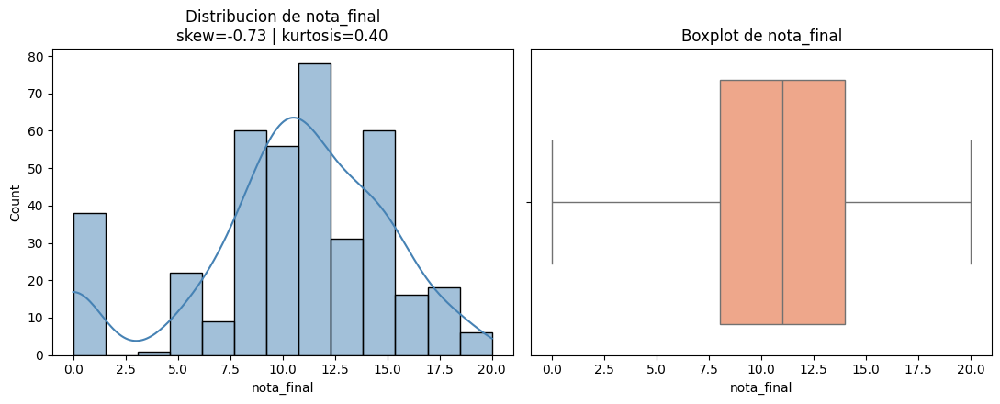 Distribucion de nota_final
skew=-0.73 | kurtosis=0.40
80
70
60
50
40
30
20
10
0
Count
0.0 2.5 5.0 7.5 10.0 12.5 15.0 17.5 20.0
nota_final
Boxplot de nota_final
0.0 2.5 5.0 7.5 10.0 12.5 15.0 17.5 20.0
nota_final